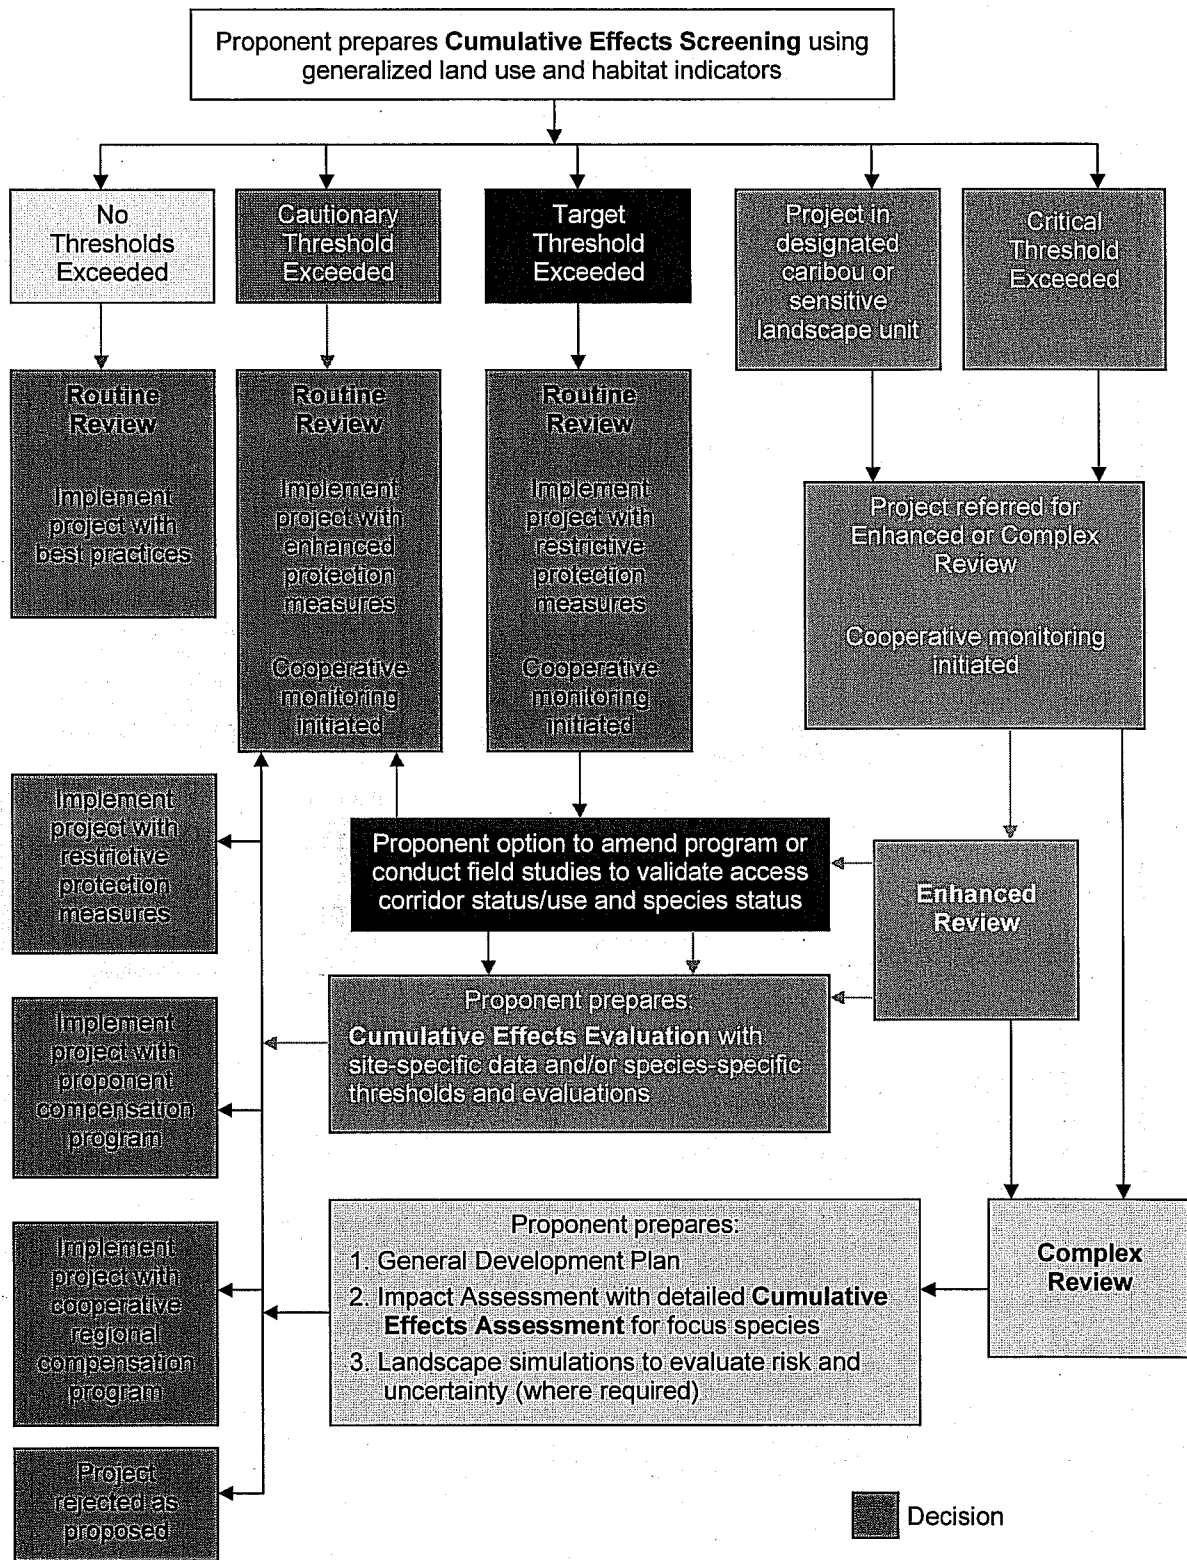 Proponent prepares Cumulative Effects Screening using
generalized land use and habitat indicators
No
Thresholds
Exceeded
Cautionary
Threshold
Exceeded
Target
Threshold
Exceeded
Project in
designated
caribou or
sensitive
landscape unit
Critical
Threshold
Exceeded
Routine
Review
Implement
project with
best practices
Routine
Review
Implement
project with
enhanced
protection
measures
Cooperative
monitoring
initiated
Routine
Review
Implement
project with
restrictive
protection
measures
Cooperative
monitoring
initiated
Project referred for
Enhanced or Complex
Review
Cooperative monitoring
initiated
Implement
project with
restrictive
protection
measures
Proponent option to amend program or
conduct field studies to validate access
corridor status/use and species status
Enhanced
Review
Implement
project with
proponent
compensation
program
Proponent prepares:
Cumulative Effects Evaluation with
site-specific data and/or species-specific
thresholds and evaluations
Implement
project with
cooperative
regional
compensation
program
Proponent prepares:
1. General Development Plan
2. Impact Assessment with detailed Cumulative
Effects Assessment for focus species
3. Landscape simulations to evaluate risk and
uncertainty (where required)
Complex
Review
Project
rejected as
proposed
Decision